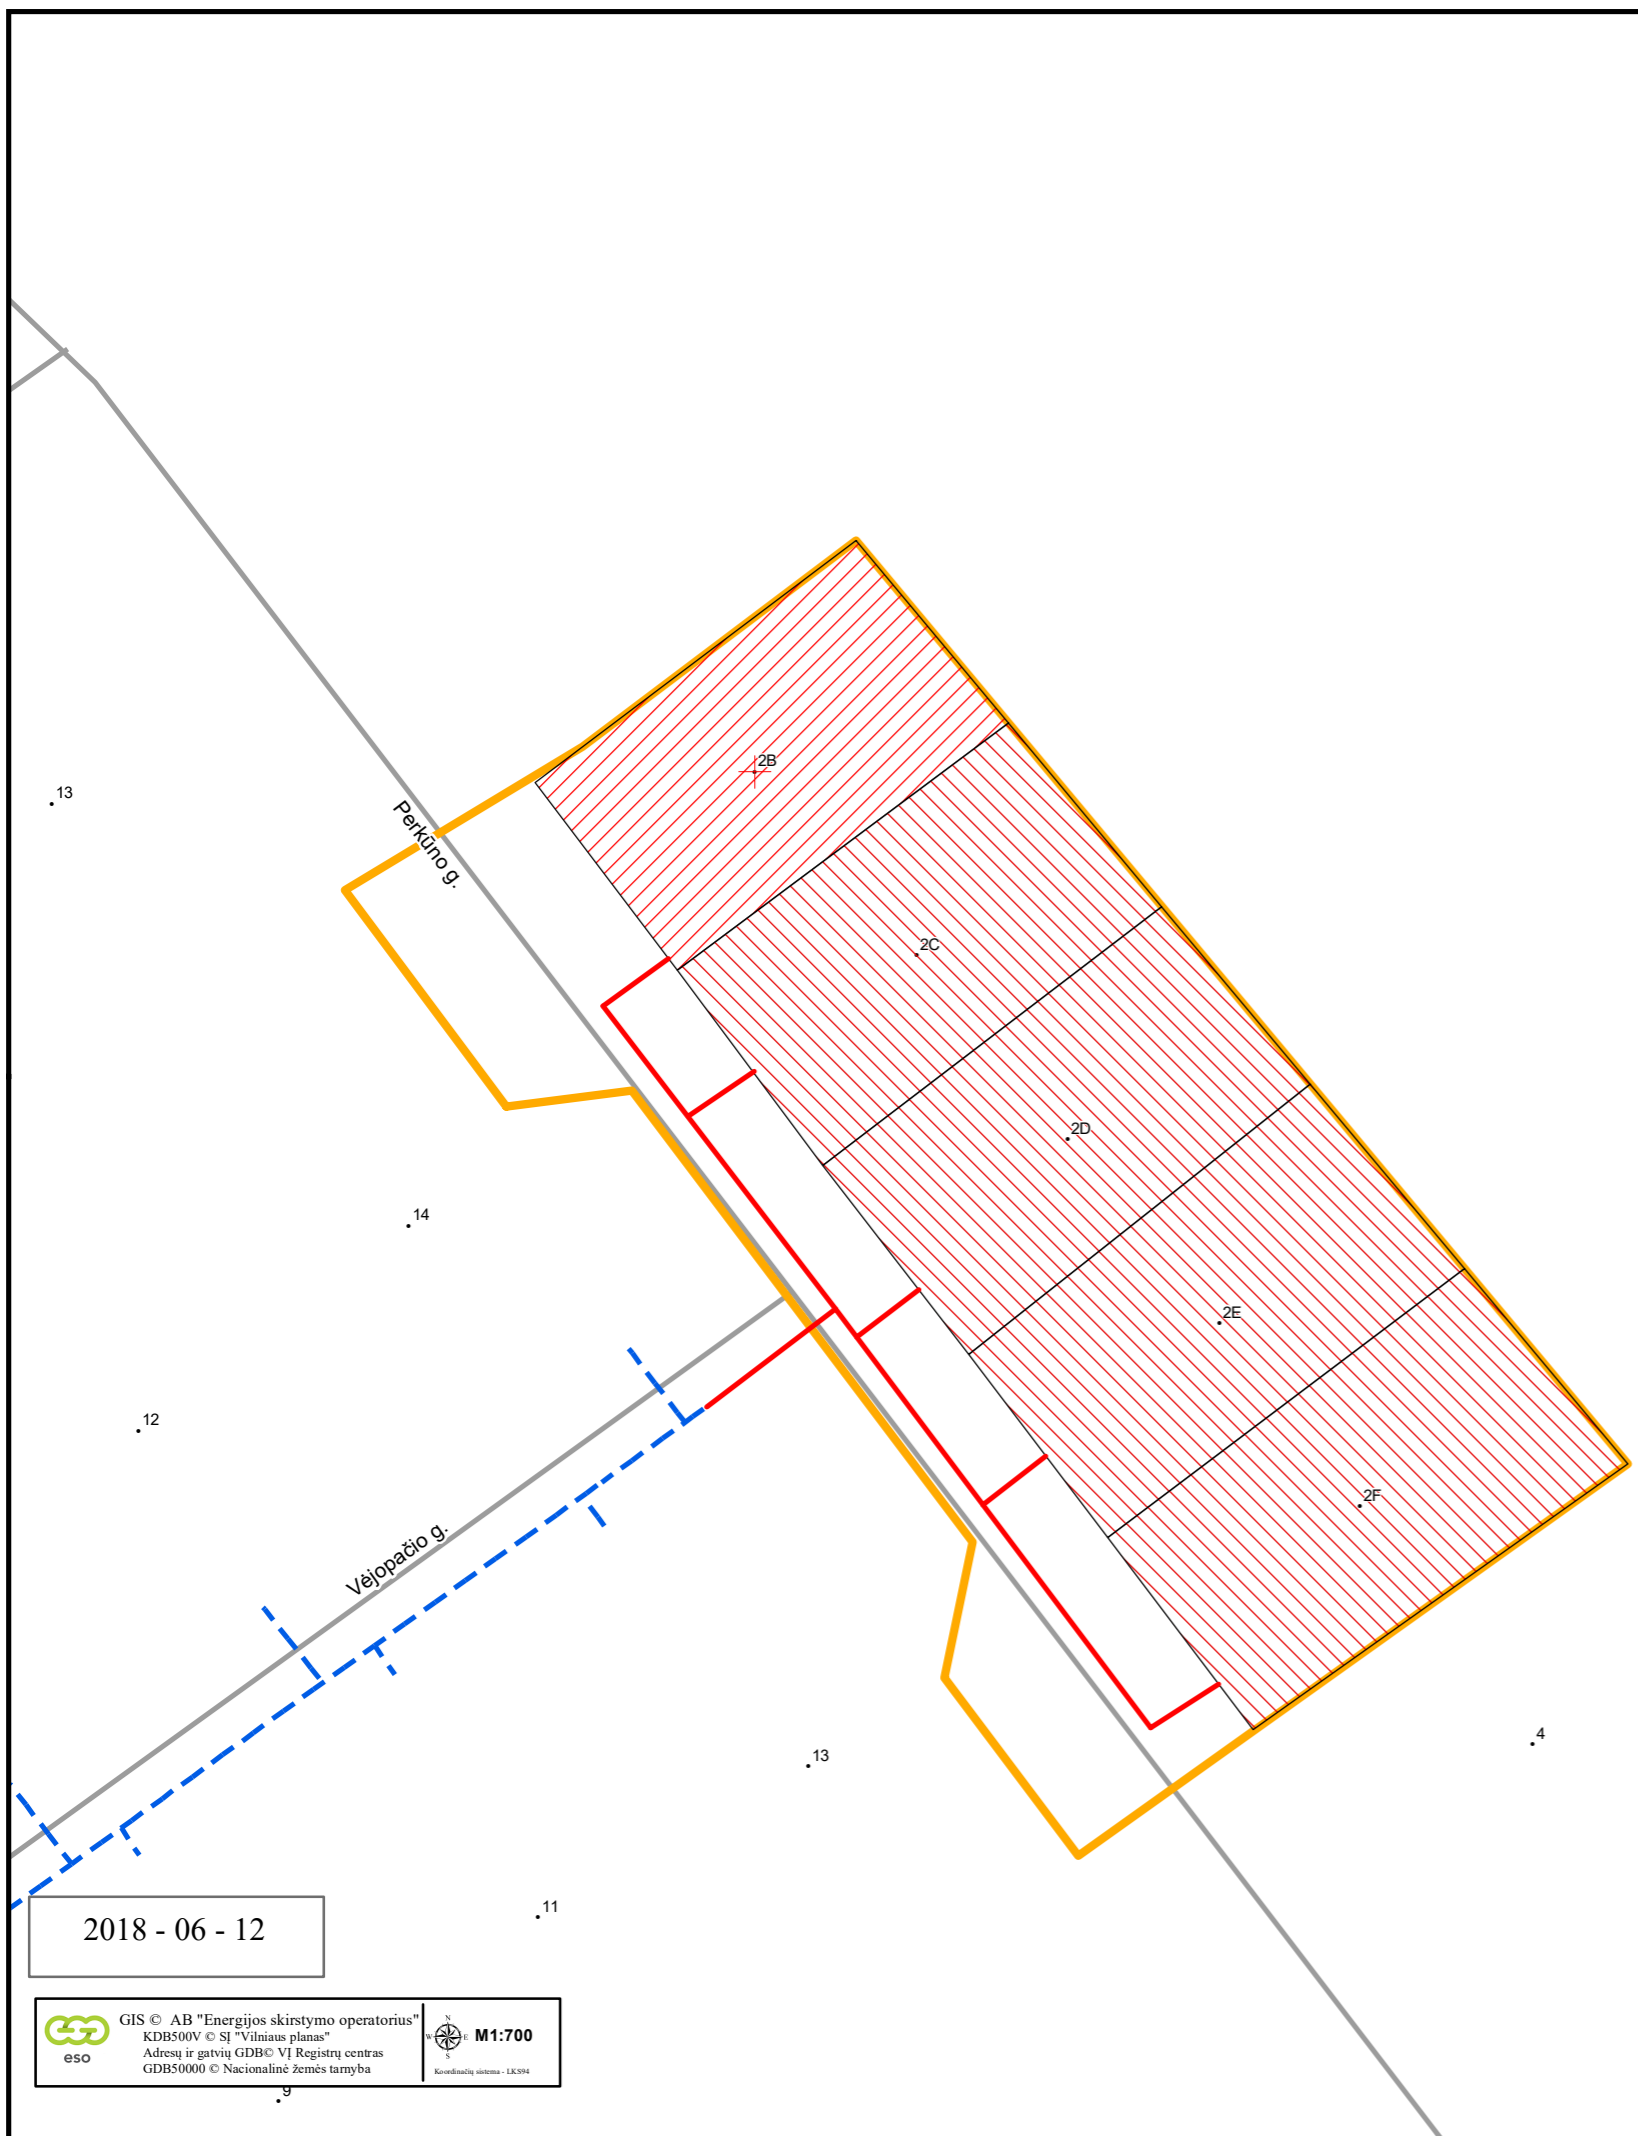 2B
13
Perkūno g.
2C
2D
14
2E
12
2F
Vėjopačio g.
4
13
11
2018 - 06 - 12
GIS © AB "Energijos skirstymo operatorius"
KDB500V © SĮ "Vilniaus planas"
Adresų ir gatvių GDB© VĮ Registrų centras
GDB50000 © Nacionalinė žemės tarnyba
eso
N
W E
S
M1:700
Koordinačių sistema - LKS94
9